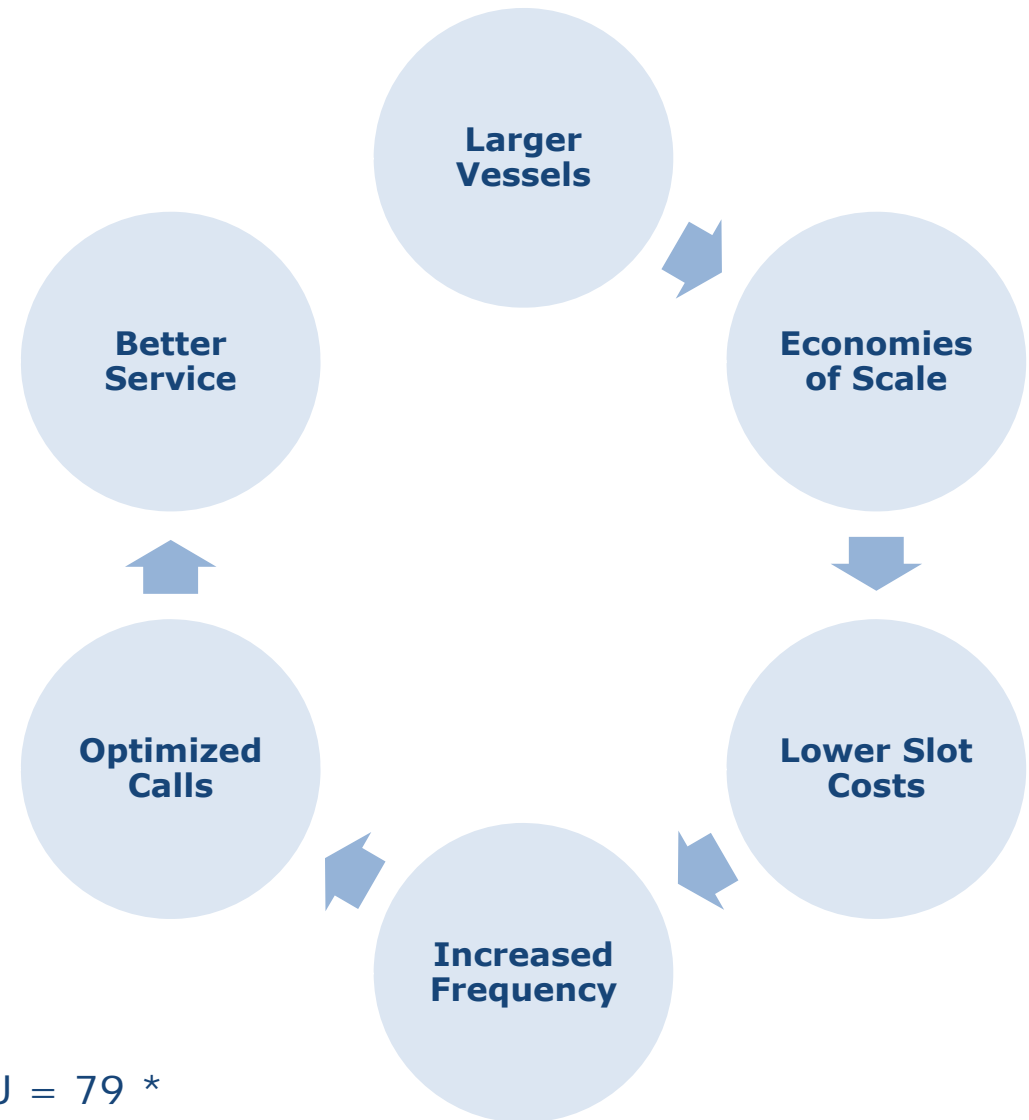 Larger
Vessels
Economies
of Scale
Lower Slot
Costs
Increased
Frequency
Optimized
Calls
Better
Service
= 79 *